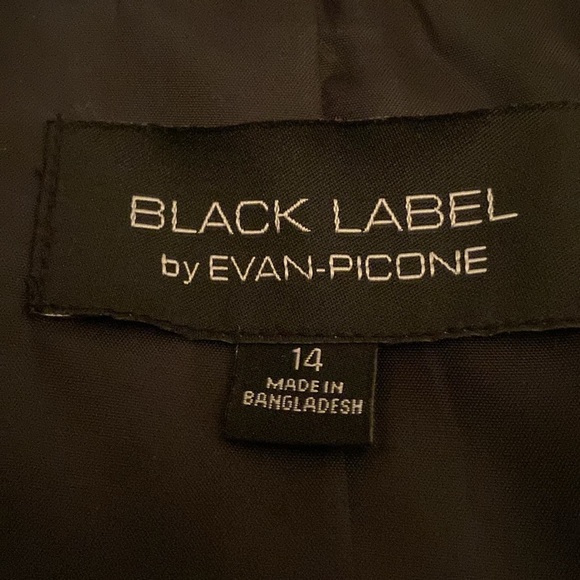 BLACK LABEL
by EVAN-PICONE
14
MADE IN
BANGLADESH